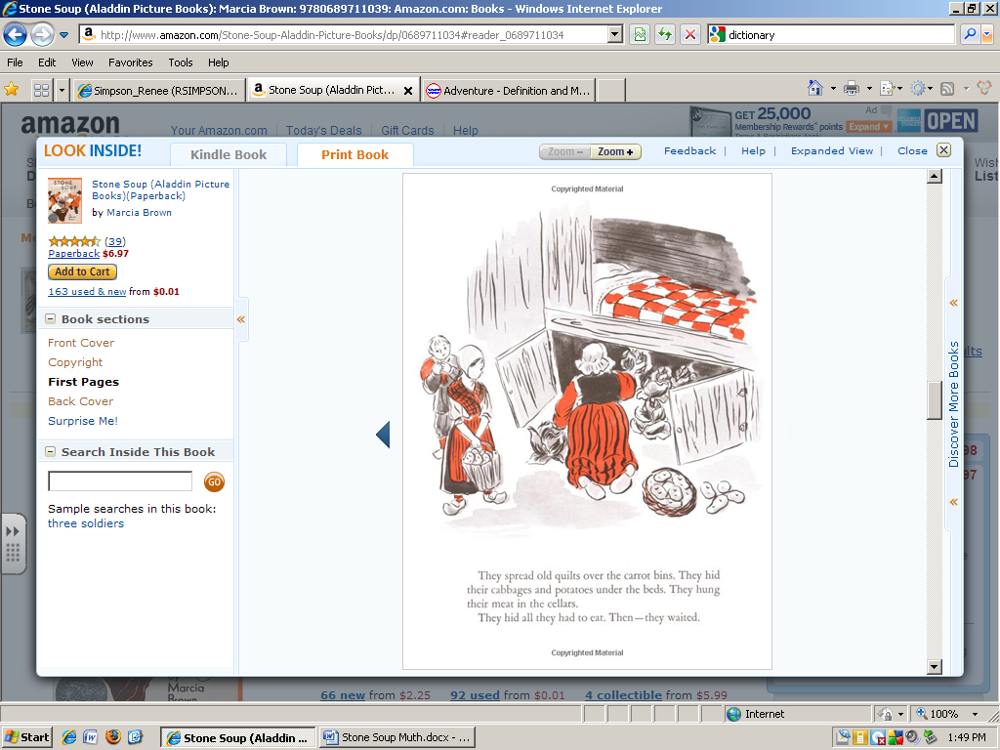 Stone Soup (Aladdin Picture Books): Marcia Brown: 9780689711039: Amazon.com: Books - Windows Internet Explorer
http://www.amazon.com/Stone-Soup-Aladdin-Picture-Books/dp/0689711034#reader_0689711034
dictionary
File Edit View Favorites Tools Help
Simpson_Renee (RSIMPSON...
Stone Soup (Aladdin Pict...
Adventure - Definition and M...
amazon
Your Amazon.com Today's Deals Gift Cards Help
GET 25,000
Membership Rewards® points
Ad
Expand
OPEN
Wish
List
LOOK INSIDE!
Kindle Book
Print Book
Zoom − Zoom +
Feedback | Help | Expanded View | Close
Stone Soup (Aladdin Picture
Books)(Paperback)
by Marcia Brown
(39)
Paperback $6.97
Add to Cart
163 used & new from $0.01
Book sections
Front Cover
Copyright
First Pages
Back Cover
Surprise Me!
Search Inside This Book
GO
Sample searches in this book:
three soldiers
Copyrighted Material
They spread old quilts over the carrot bins. They hid
their cabbages and potatoes under the beds. They hung
their meat in the cellars.
They hid all they had to eat. Then—they waited.
Copyrighted Material
Discover More Books
98
97
Marcia
66 new from $2.25 92 used from $0.01 4 collectible from $5.99
Internet
100%
Start
Stone Soup (Aladdin ...
Stone Soup Muth.docx - ...
1:49 PM